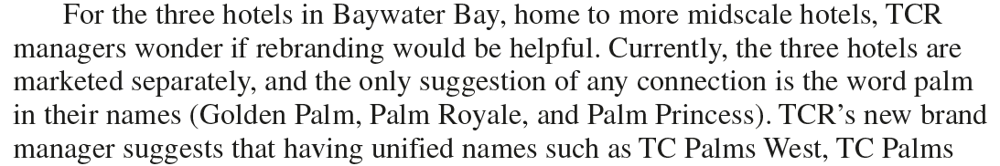 For the three hotels in Baywater Bay, home to more midscale hotels, TCR
managers wonder if rebranding would be helpful. Currently, the three hotels are
marketed separately, and the only suggestion of any connection is the word palm
in their names (Golden Palm, Palm Royale, and Palm Princess). TCR’s new brand
manager suggests that having unified names such as TC Palms West, TC Palms